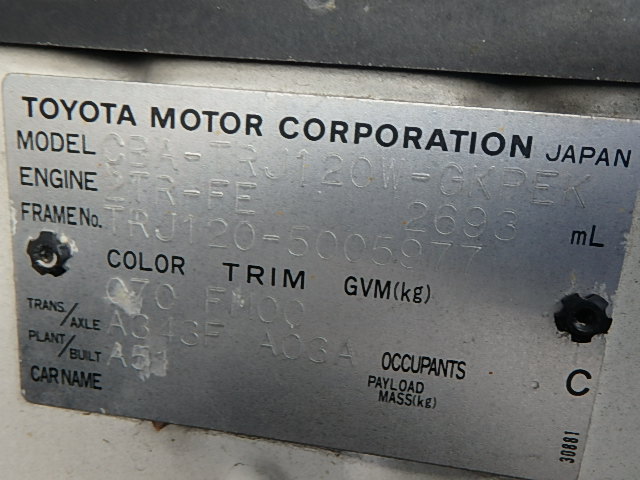 TOYOTA MOTOR CORPORATION JAPAN
MODEL CBA-TRJ120W-GKPEK
ENGINE 2TR-FE 2693 mL
FRAME No. TRJ120-5005977
COLOR TRIM GVM(kg)
070 FM00
TRANS/AXLE A343F A03A
PLANT/BUILT
OCCUPANTS
CAR NAME
PAYLOAD
MASS(kg)
C
30881